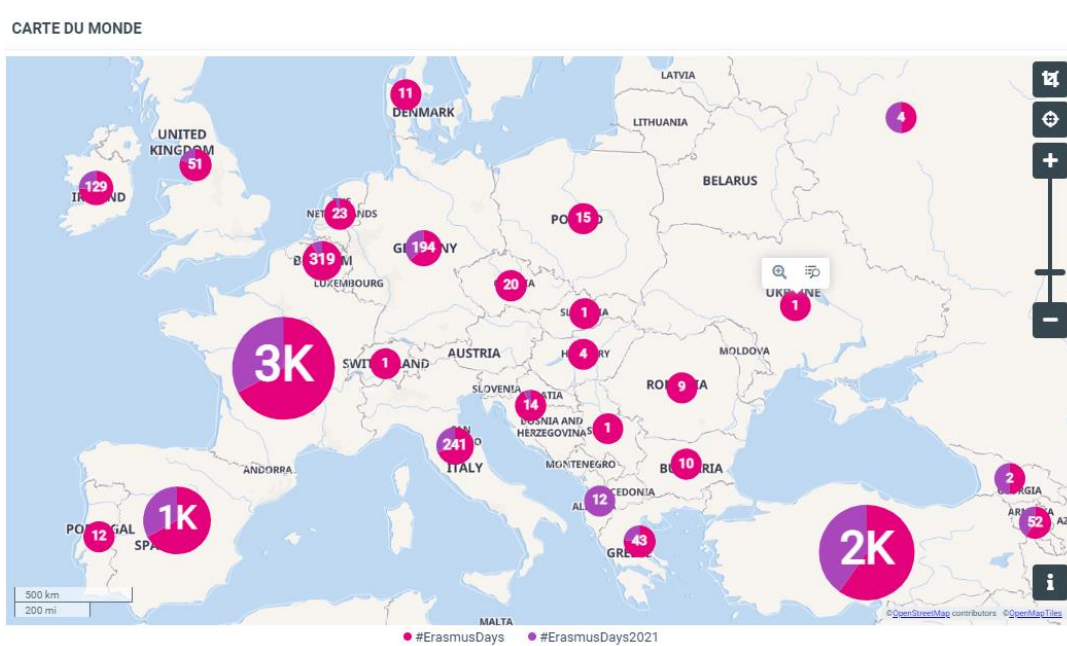 CARTE DU MONDE
LATVIA
11
DENMARK
4
LITHUANIA
UNITED
KINGDOM
51
BELARUS
129
23
15
194
319
20
LUXEMBOURG
1
1
3K
AUSTRIA
MOLDOVA
1
4
SLOVENIA
9
14
BOSNIA AND
HERZEGOVINA
1
241
ITALY
MONTENEGRO
10
ANDORRA
2
12
1K
52
12
43
2K
500 km
200 mi
i
©OpenStreetMap contributors ©OpenMapTiles
MALTA
#ErasmusDays #ErasmusDays2021